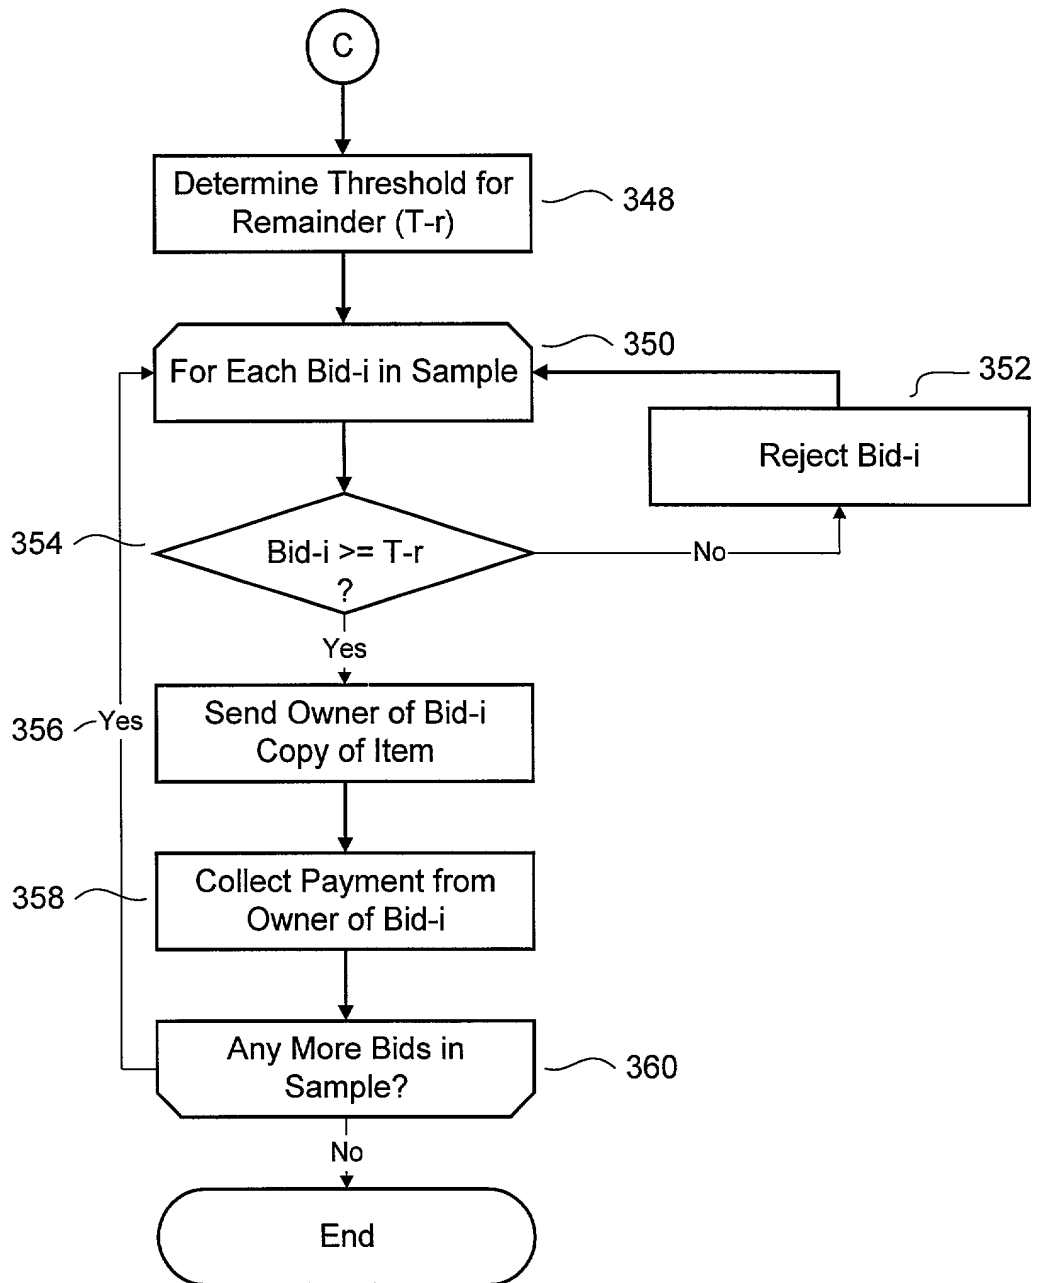 C
Determine Threshold for
Remainder (T-r)
348
For Each Bid-i in Sample
350
352
Reject Bid-i
354
Bid-i >= T-r
?
No
Yes
356
Yes
Send Owner of Bid-i
Copy of Item
358
Collect Payment from
Owner of Bid-i
Any More Bids in
Sample?
360
No
End